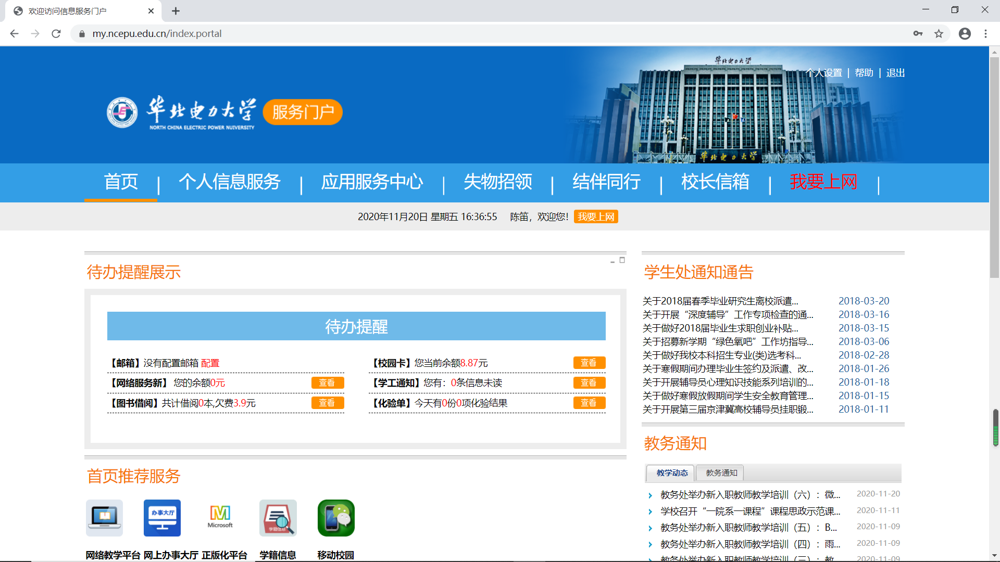 欢迎访问信息服务门户
my.ncepu.edu.cn/index.portal
华北电力大学
个人设置 | 帮助 | 退出
华北电力大学 服务门户
NORTH CHINA ELECTRIC POWER NUIVERSITY
华北电力大学
首页 | 个人信息服务 | 应用服务中心 | 失物招领 | 结伴同行 | 校长信箱 | 我要上网 |
2020年11月20日 星期五 16:36:55 陈笛，欢迎您! 我要上网
待办提醒展示
待办提醒
【邮箱】没有配置邮箱 配置
【校园卡】您当前余额8.87元 查看
【网络服务新】 您的余额0元 查看
【学工通知】您有：0条信息未读 查看
【图书借阅】共计借阅0本,欠费3.9元 查看
【化验单】今天有0份0项化验结果 查看
首页推荐服务
办事大厅
Microsoft
学籍信息
网络教学平台 网上办事大厅 正版化平台 学籍信息 移动校园
学生处通知通告
关于2018届春季毕业研究生离校派遣... 2018-03-20
关于开展“深度辅导”工作专项检查的通... 2018-03-16
关于做好2018届毕业生求职创业补贴... 2018-03-15
关于招募新学期“绿色氧吧”工作坊指导... 2018-03-06
关于做好我校本科招生专业(类)选考科... 2018-02-28
关于寒假期间办理毕业生签约及派遣、改... 2018-01-26
关于开展辅导员心理知识技能系列培训的... 2018-01-18
关于做好寒假放假期间学生安全教育管理... 2018-01-15
关于开展第三届京津冀高校辅导员挂职锻... 2018-01-11
教务通知
教学动态 教务通知
教务处举办新入职教师教学培训（六）：微... 2020-11-20
学校召开“一院系一课程”课程思政示范课... 2020-11-11
教务处举办新入职教师教学培训（五）：B... 2020-11-09
教务处举办新入职教师教学培训（四）：雨... 2020-11-09
教务处举办新入职教师教学培训（三）：教... 2020-11-09